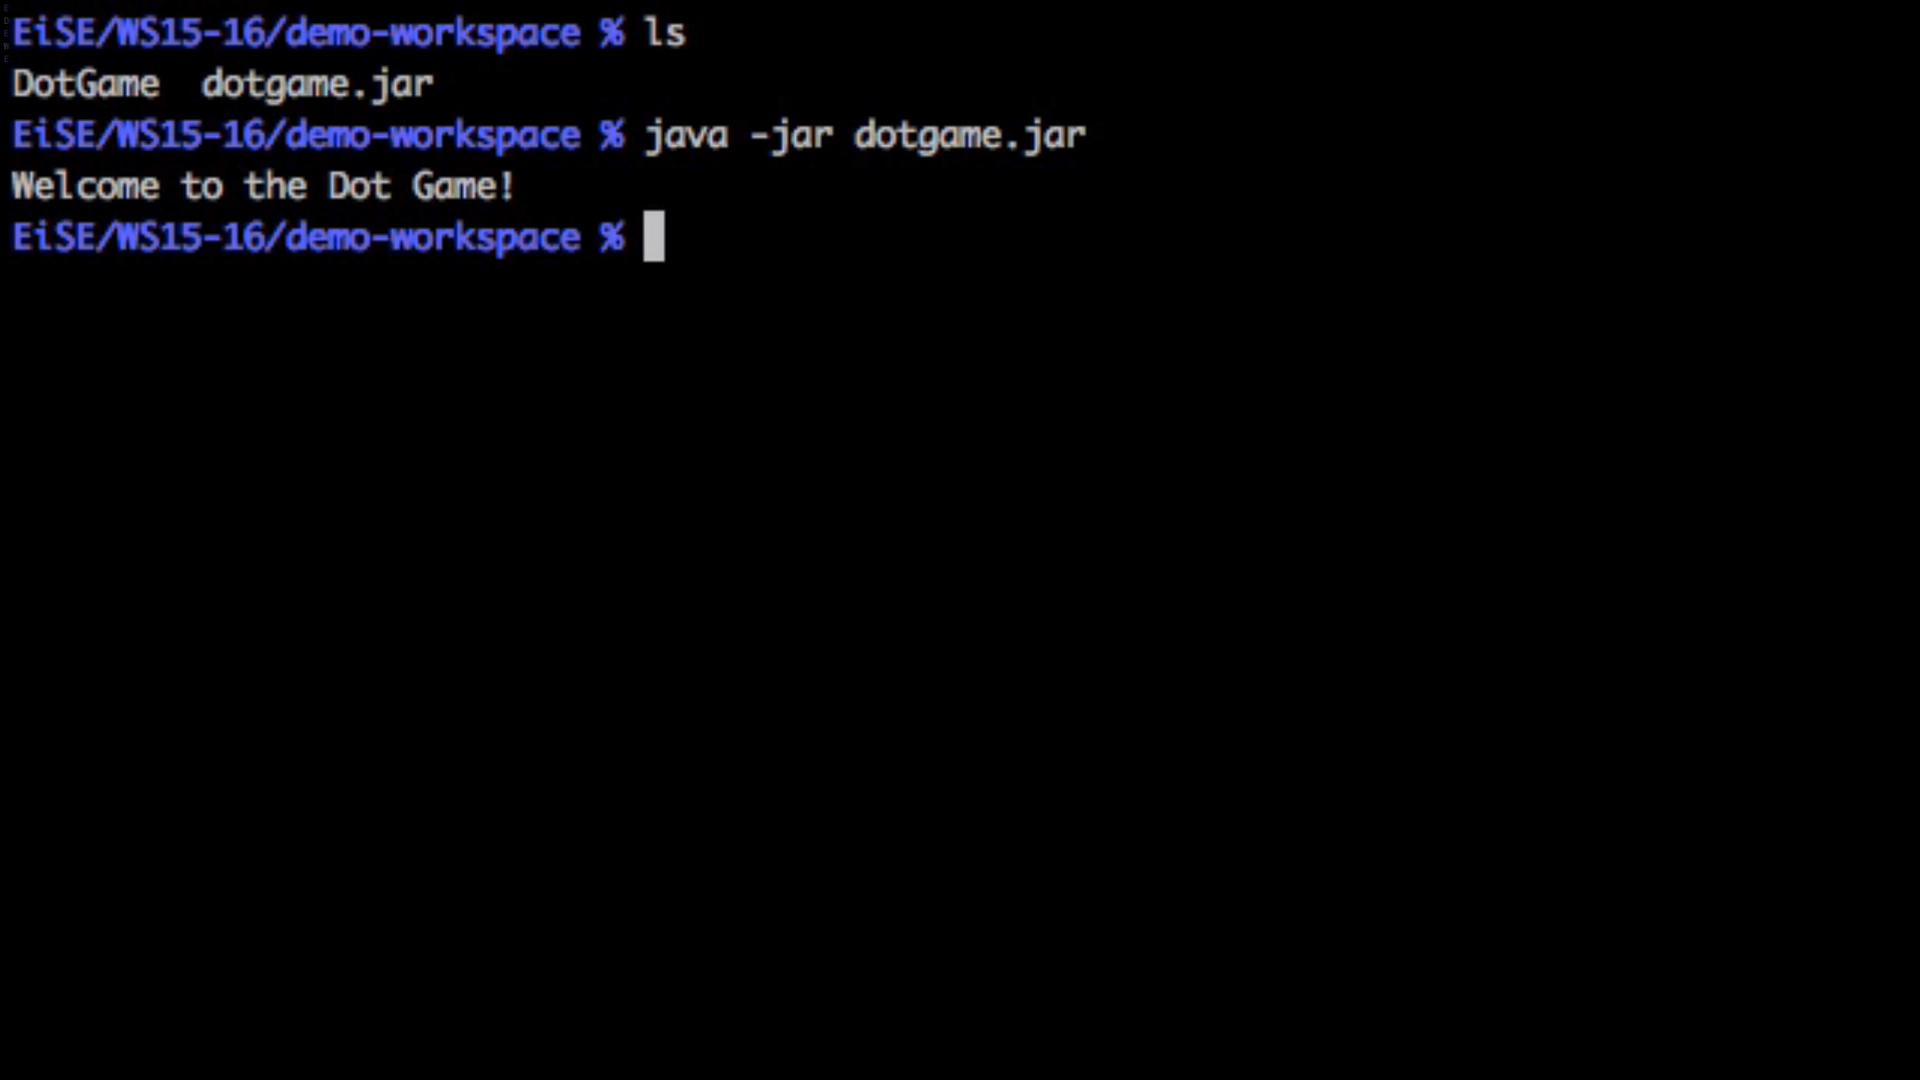 EiSE/WS15-16/demo-workspace % ls
DotGame  dotgame.jar
EiSE/WS15-16/demo-workspace % java -jar dotgame.jar
Welcome to the Dot Game!
EiSE/WS15-16/demo-workspace %